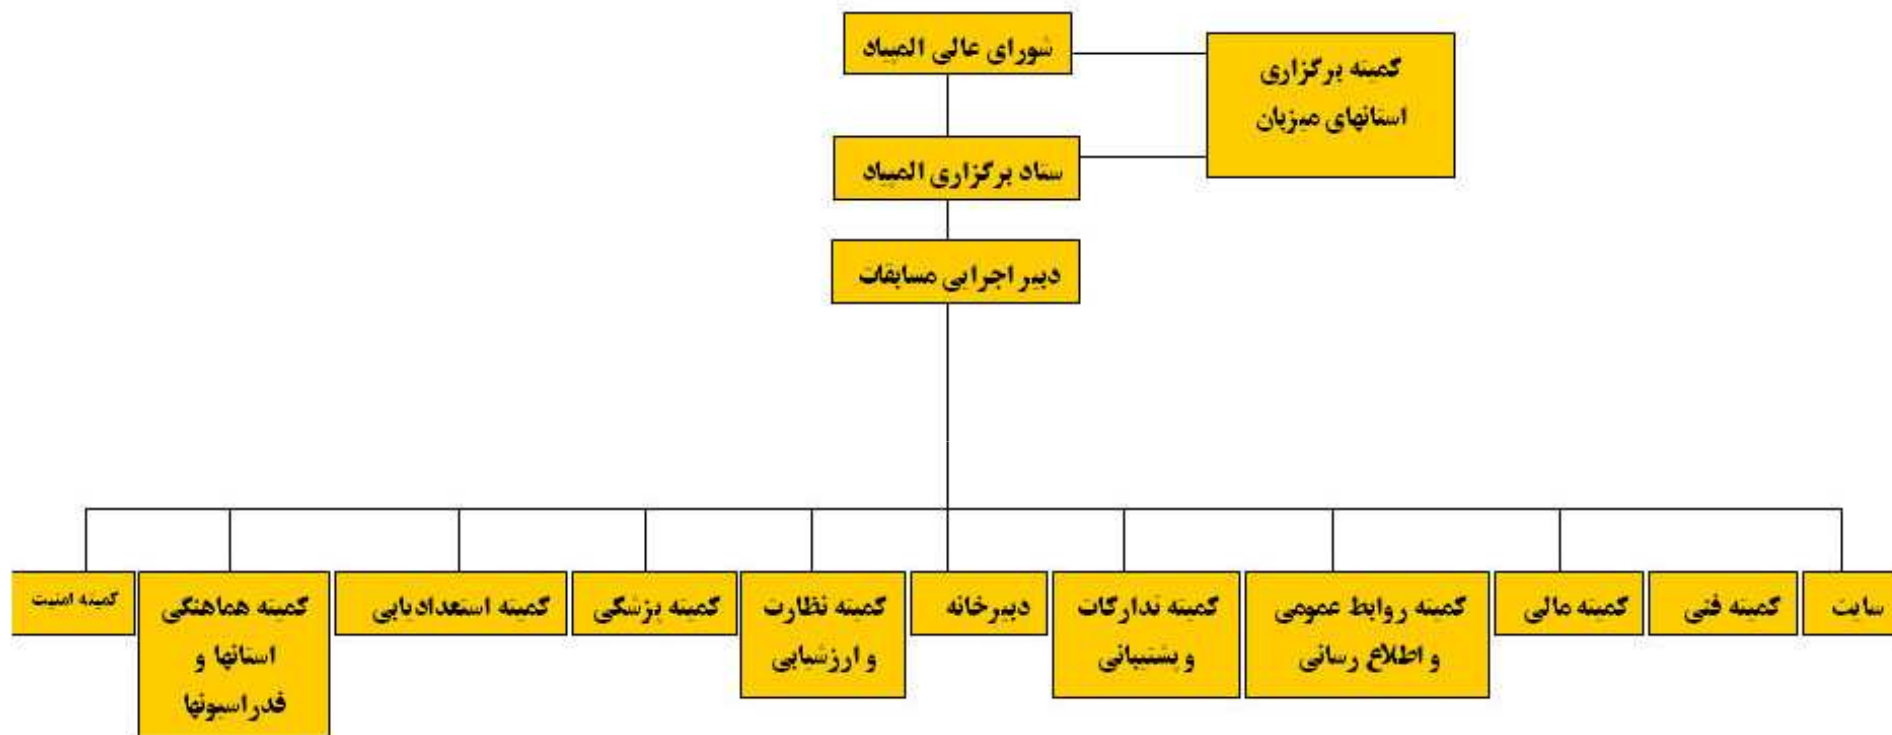 شورای عالی المپیاد
کمیته برگزاری
استانهای میزبان
ستاد برگزاری المپیاد
دبیر اجرایی مسابقات
سایت
کمیته فنی
کمیته مالی
کمیته روابط عمومی
و اطلاع رسانی
کمیته تدارکات
و پشتیبانی
دبیرخانه
کمیته نظارت
و ارزشیابی
کمیته پزشکی
کمیته استعدادیابی
کمیته هماهنگی
استانها و
فدراسیونها
کمیته امنیت